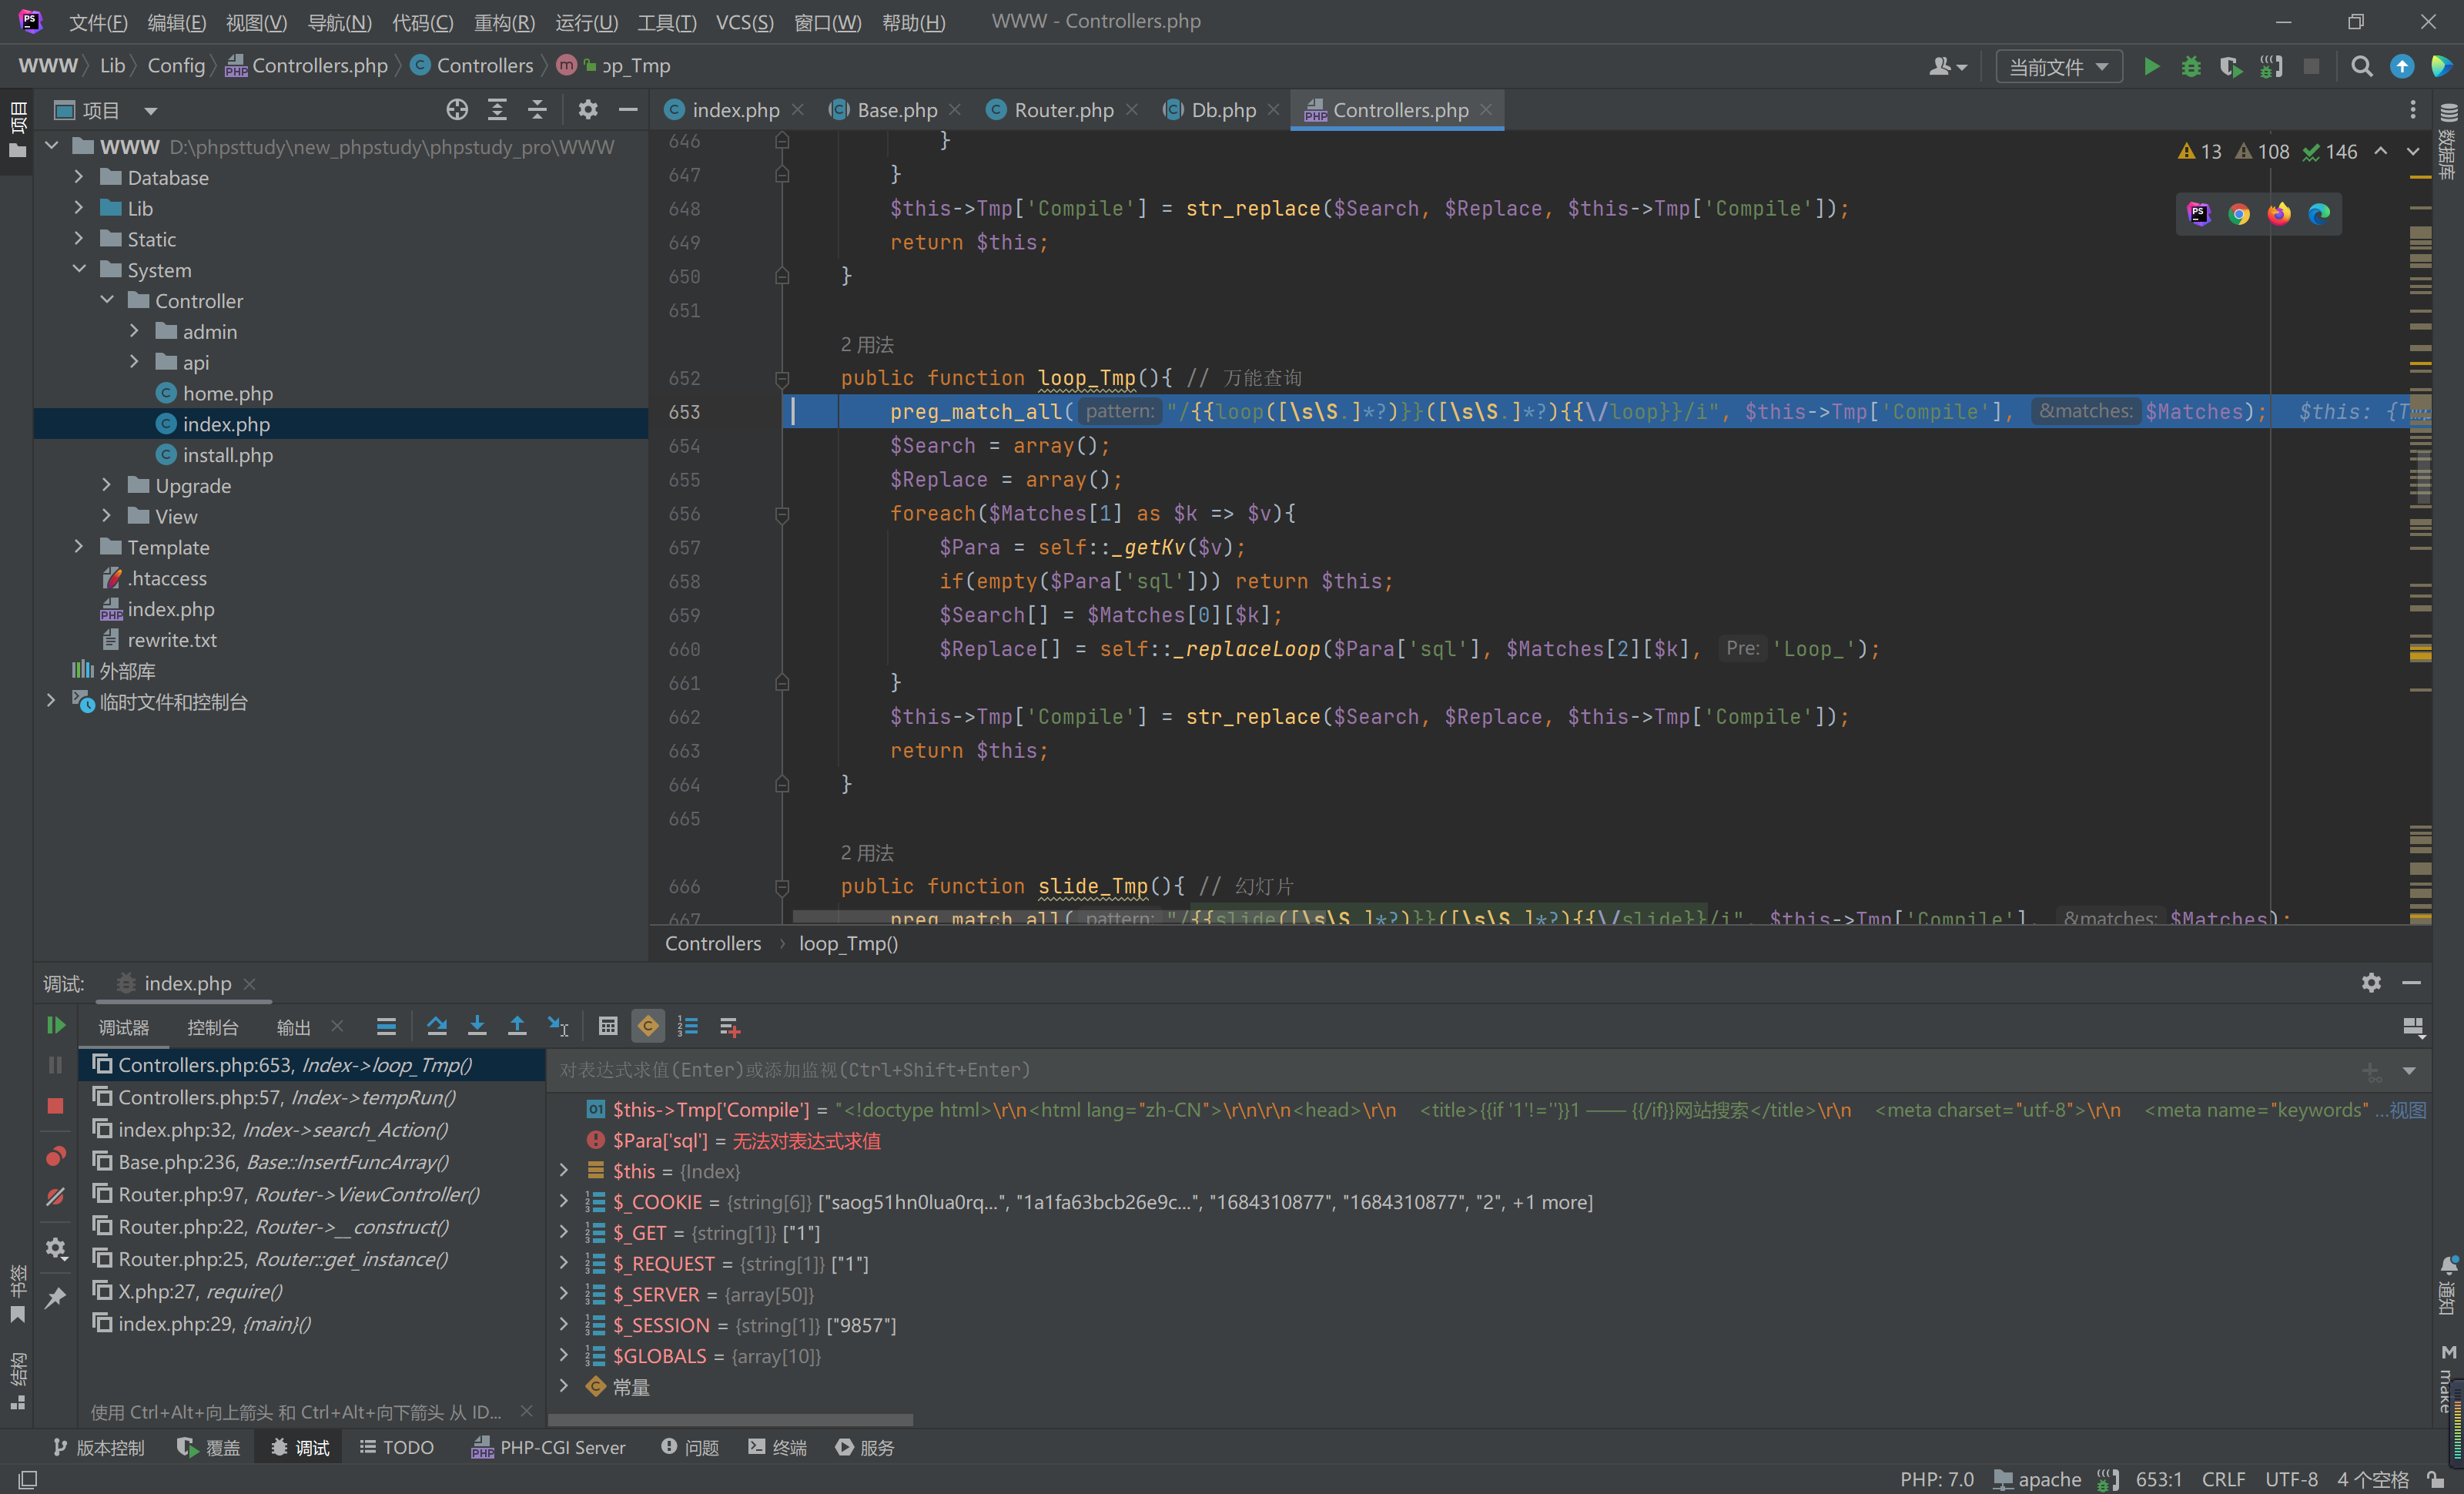 文件(F) 编辑(E) 视图(V) 导航(N) 代码(C) 重构(R) 运行(U) 工具(T) VCS(S) 窗口(W) 帮助(H) WWW - Controllers.php
WWW Lib Config Controllers.php Controllers op_Tmp 当前文件
项目
index.php Base.php Router.php Db.php Controllers.php
WWW D:\phpsttudy\new_phpstudy\phpstudy_pro\WWW
Database
Lib
Static
System
Controller
admin
api
home.php
index.php
install.php
Upgrade
View
Template
.htaccess
index.php
rewrite.txt
外部库
临时文件和控制台
13 108 146
646 }
647 }
648 $this->Tmp['Compile'] = str_replace($Search, $Replace, $this->Tmp['Compile']);
649 return $this;
650 }
651
2 用法
652 public function loop_Tmp(){ // 万能查询
653 preg_match_all( pattern: "/{{loop([\s\S.]*?)}}([\s\S.]*?){{\/loop}}/i", $this->Tmp['Compile'], &matches: $Matches); $this: {Tmp
654 $Search = array();
655 $Replace = array();
656 foreach($Matches[1] as $k => $v){
657 $Para = self::_getKv($v);
658 if(empty($Para['sql'])) return $this;
659 $Search[] = $Matches[0][$k];
660 $Replace[] = self::_replaceLoop($Para['sql'], $Matches[2][$k], Pre: 'Loop_');
661 }
662 $this->Tmp['Compile'] = str_replace($Search, $Replace, $this->Tmp['Compile']);
663 return $this;
664 }
665
2 用法
666 public function slide_Tmp(){ // 幻灯片
667 preg_match_all( pattern: "/{{slide([\s\S.]*?)}}([\s\S.]*?){{\/slide}}/i", $this->Tmp['Compile'], &matches: $Matches);
Controllers › loop_Tmp()
调试: index.php
调试器 控制台 输出
Controllers.php:653, Index->loop_Tmp()
Controllers.php:57, Index->tempRun()
index.php:32, Index->search_Action()
Base.php:236, Base::InsertFuncArray()
Router.php:97, Router->ViewController()
Router.php:22, Router->__construct()
Router.php:25, Router::get_instance()
X.php:27, require()
index.php:29, {main}()
使用 Ctrl+Alt+向上箭头 和 Ctrl+Alt+向下箭头 从 ID...
对表达式求值(Enter)或添加监视(Ctrl+Shift+Enter)
$this->Tmp['Compile'] = "<!doctype html>\r\n<html lang="zh-CN">\r\n\r\n<head>\r\n <title>{{if '1'!=''}}1 —— {{/if}}网站搜索</title>\r\n <meta charset="utf-8">\r\n <meta name="keywords" ...视图
$Para['sql'] = 无法对表达式求值
$this = {Index}
$_COOKIE = {string[6]} ["saog51hn0lua0rq...", "1a1fa63bcb26e9c...", "1684310877", "1684310877", "2", +1 more]
$_GET = {string[1]} ["1"]
$_REQUEST = {string[1]} ["1"]
$_SERVER = {array[50]}
$_SESSION = {string[1]} ["9857"]
$GLOBALS = {array[10]}
常量
项目
书签
结构
数据库
通知
M make
版本控制 覆盖 调试 TODO PHP-CGI Server 问题 终端 服务
PHP: 7.0 apache 653:1 CRLF UTF-8 4 个空格